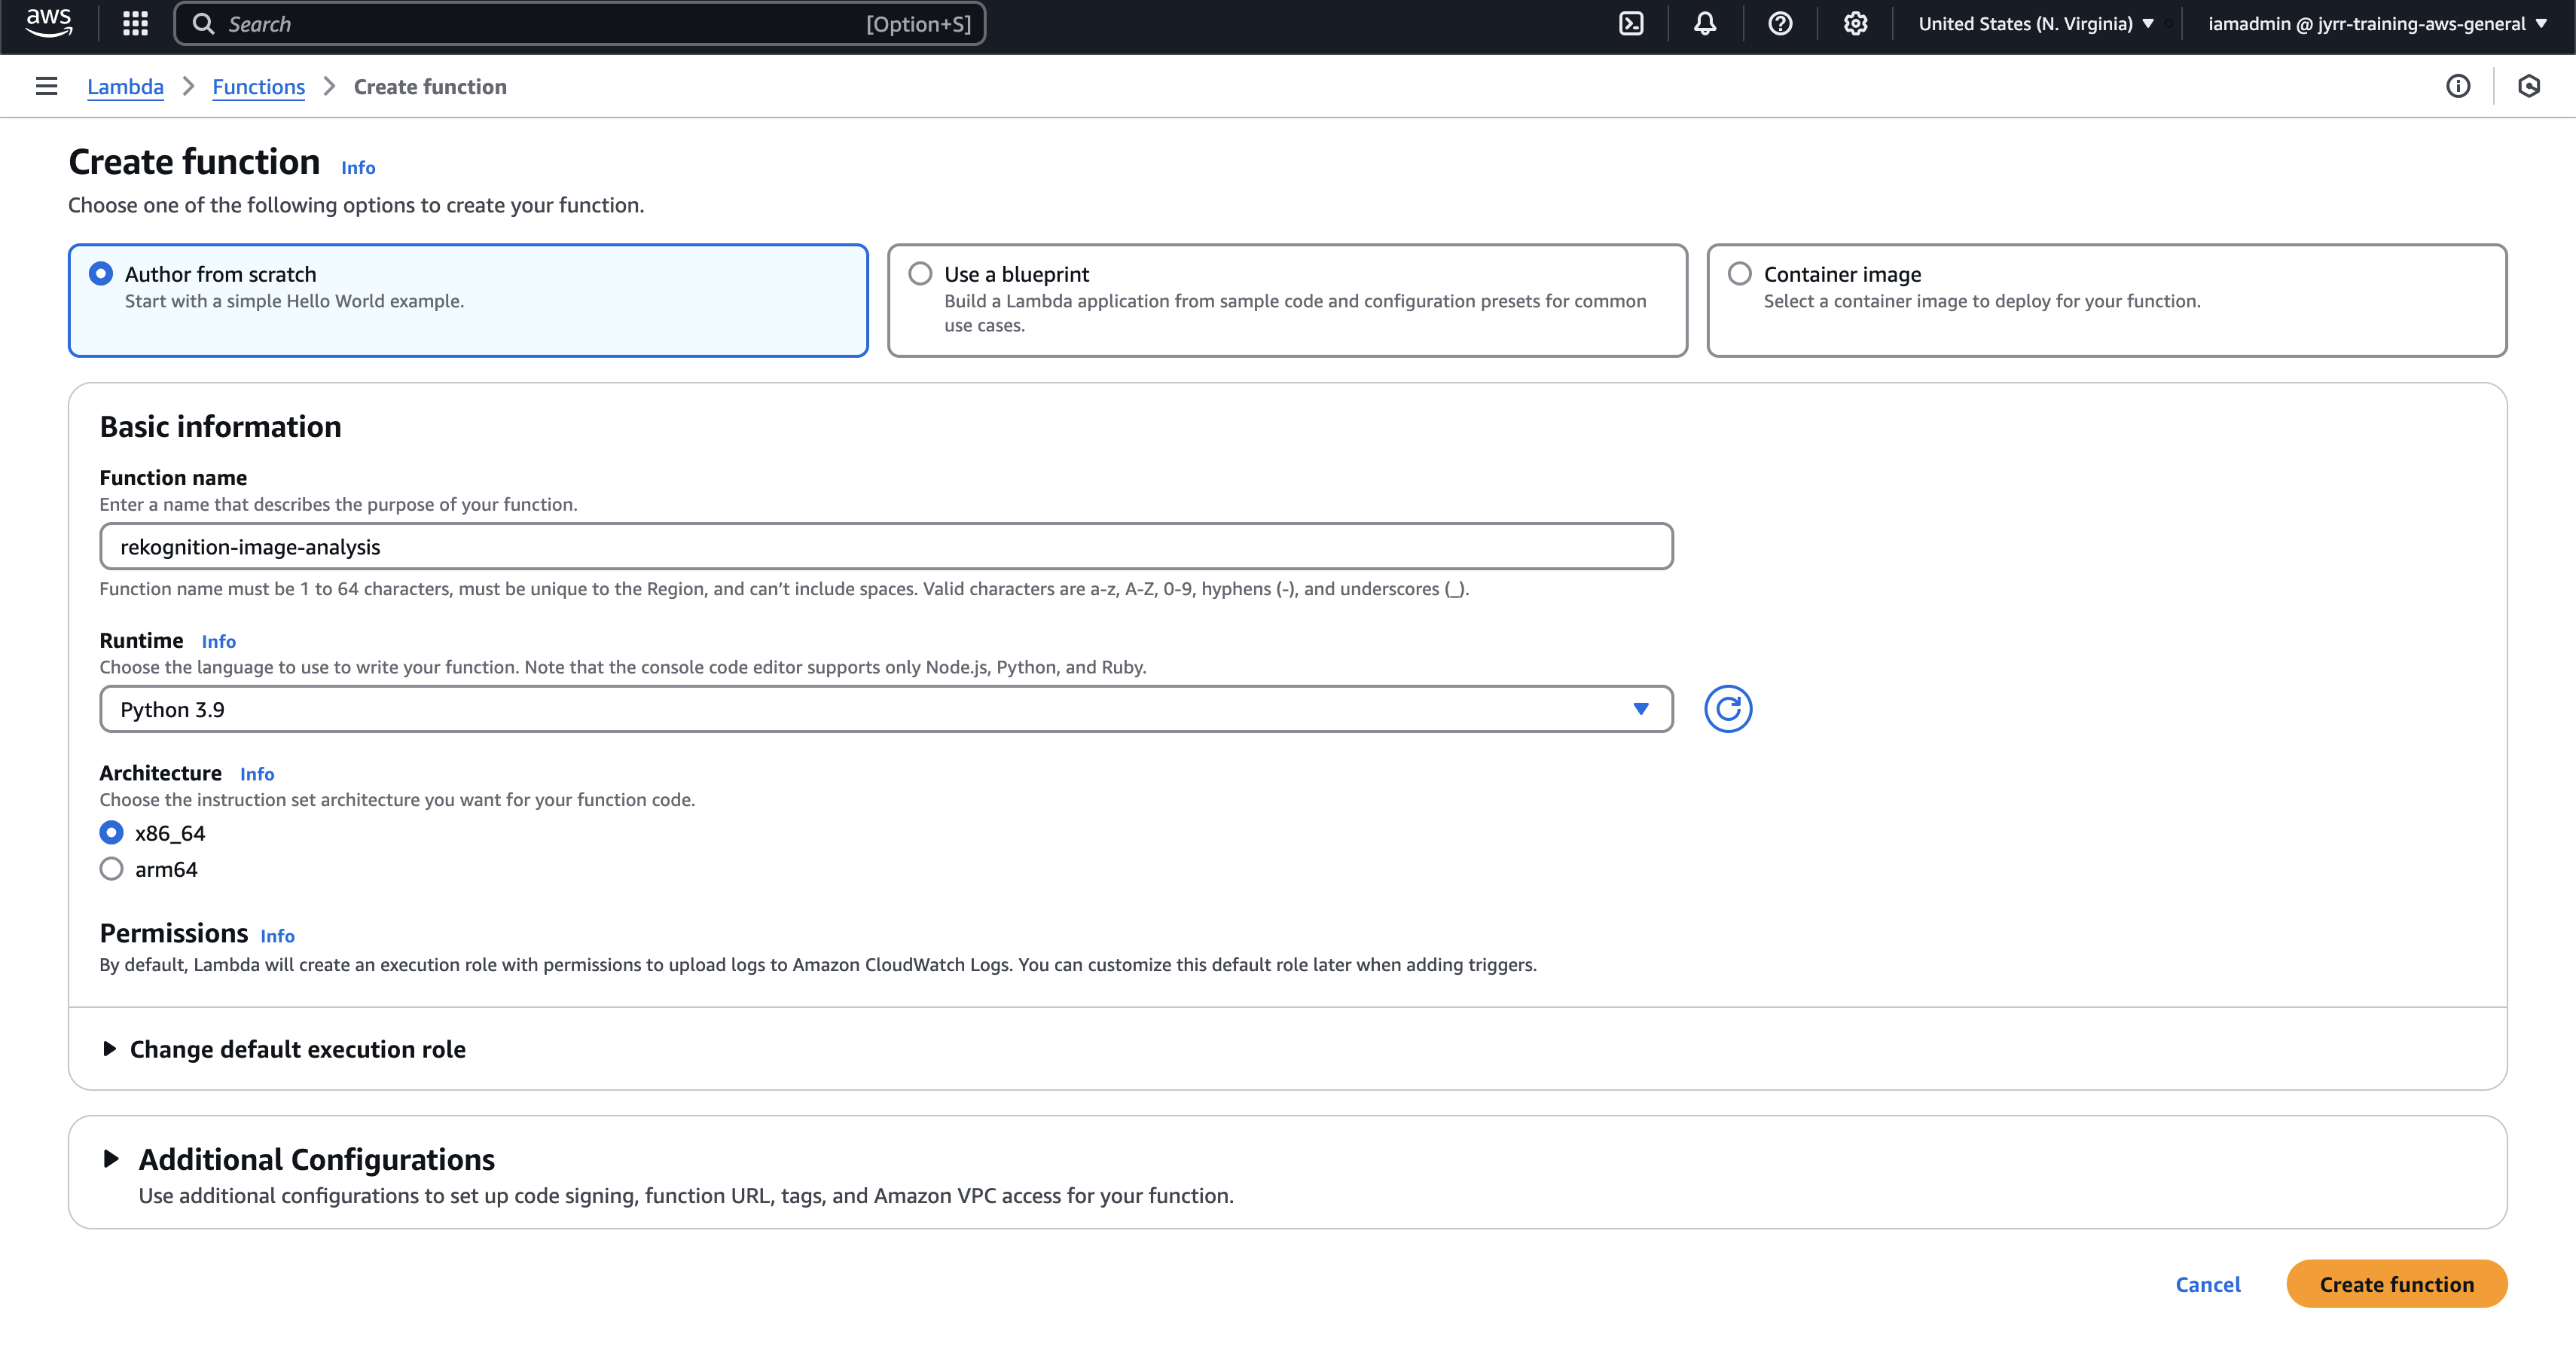 aws
Search [Option+S]
United States (N. Virginia)
iamadmin @ jyrr-training-aws-general
Lambda
Functions
Create function
Create function Info
Choose one of the following options to create your function.
Author from scratch
Start with a simple Hello World example.
Use a blueprint
Build a Lambda application from sample code and configuration presets for common
use cases.
Container image
Select a container image to deploy for your function.
Basic information
Function name
Enter a name that describes the purpose of your function.
rekognition-image-analysis
Function name must be 1 to 64 characters, must be unique to the Region, and can’t include spaces. Valid characters are a-z, A-Z, 0-9, hyphens (-), and underscores (_).
Runtime Info
Choose the language to use to write your function. Note that the console code editor supports only Node.js, Python, and Ruby.
Python 3.9
Architecture Info
Choose the instruction set architecture you want for your function code.
x86_64
arm64
Permissions Info
By default, Lambda will create an execution role with permissions to upload logs to Amazon CloudWatch Logs. You can customize this default role later when adding triggers.
Change default execution role
Additional Configurations
Use additional configurations to set up code signing, function URL, tags, and Amazon VPC access for your function.
Cancel
Create function